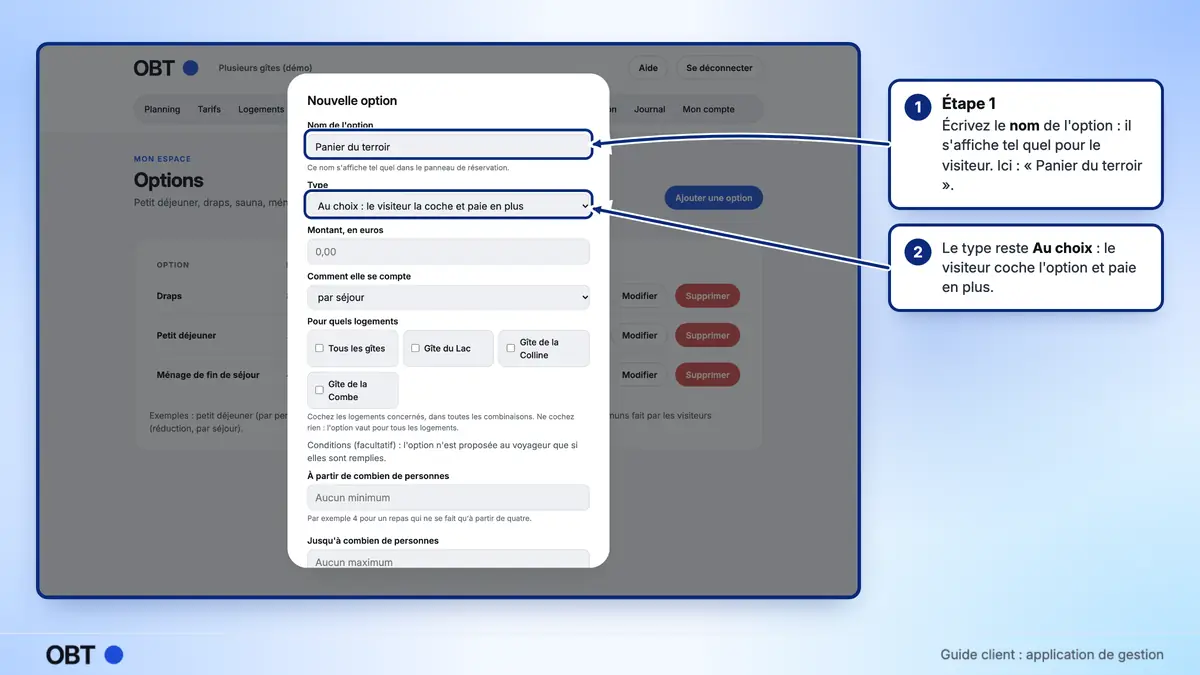 OBT
Plusieurs gîtes (démo)
Aide
Se déconnecter
Planning
Tarifs
Logements
Journal
Mon compte
MON ESPACE
Options
Petit déjeuner, draps, sauna,
Ajouter une option
OPTION
Draps
Modifier
Supprimer
Petit déjeuner
Modifier
Supprimer
Ménage de fin de séjour
Modifier
Supprimer
Exemples : petit déjeuner (par
fait par les visiteurs
(réduction, par séjour).
Nouvelle option
Nom de l'option
Panier du terroir
Ce nom s'affiche tel quel dans le panneau de réservation.
Type
Au choix : le visiteur la coche et paie en plus
Montant, en euros
0,00
Comment elle se compte
par séjour
Pour quels logements
Tous les gîtes
Gîte du Lac
Gîte de la
Colline
Gîte de la
Combe
Cochez les logements concernés, dans toutes les combinaisons. Ne cochez
rien : l'option vaut pour tous les logements.
Conditions (facultatif) : l'option n'est proposée au voyageur que si
elles sont remplies.
À partir de combien de personnes
Aucun minimum
Par exemple 4 pour un repas qui ne se fait qu'à partir de quatre.
Jusqu'à combien de personnes
Aucun maximum
1
Étape 1
Écrivez le nom de l'option : il
s'affiche tel quel pour le
visiteur. Ici : « Panier du terroir
».
2
Le type reste Au choix : le
visiteur coche l'option et paie
en plus.
OBT
Guide client : application de gestion